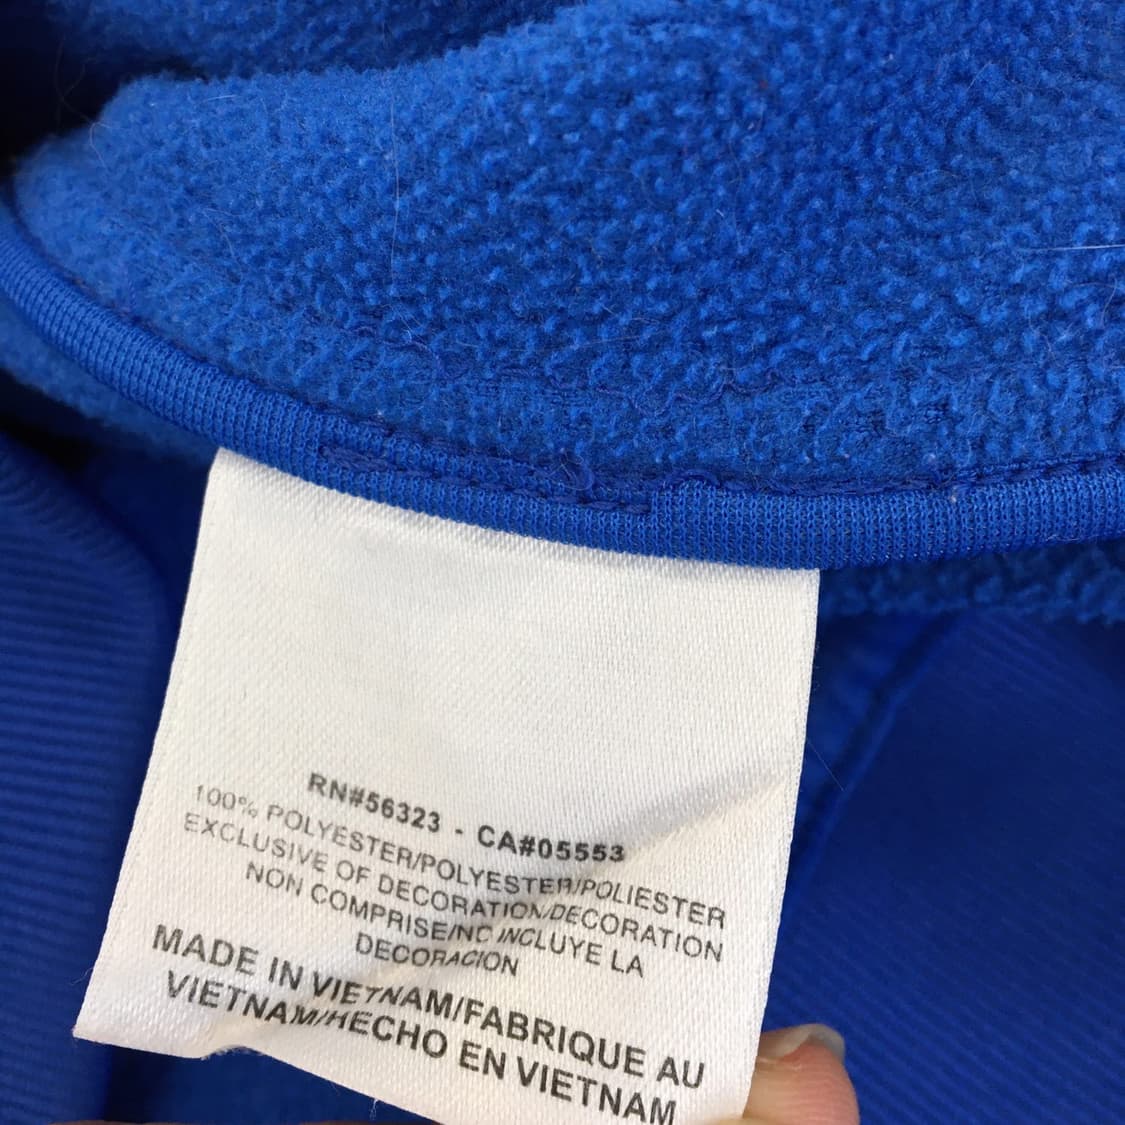 RN#56323 - CA#05553
100% POLYESTER/POLYESTER/POLIESTER
EXCLUSIVE OF DECORATION/DECORATION
NON COMPRISE/NO INCLUYE LA
DECORACION
MADE IN VIETNAM/FABRIQUE AU
VIETNAM/HECHO EN VIETNAM